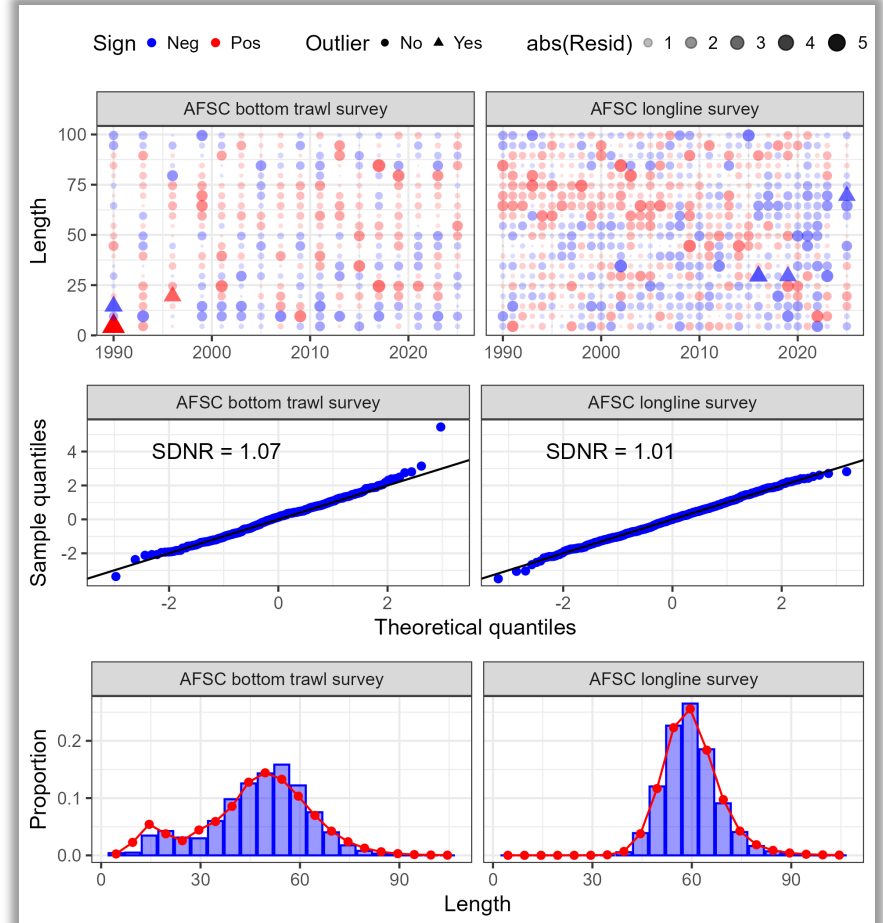 Sign Neg Pos Outlier No Yes abs(Resid) 1 2 3 4 5
AFSC bottom trawl survey AFSC longline survey
100
75
50
25
0
Length
1990 2000 2010 2020 1990 2000 2010 2020
AFSC bottom trawl survey AFSC longline survey
SDNR = 1.07 SDNR = 1.01
4
2
0
-2
Sample quantiles
-2 0 2 -2 0 2
Theoretical quantiles
AFSC bottom trawl survey AFSC longline survey
0.2
0.1
0.0
Proportion
0 30 60 90 0 30 60 90
Length